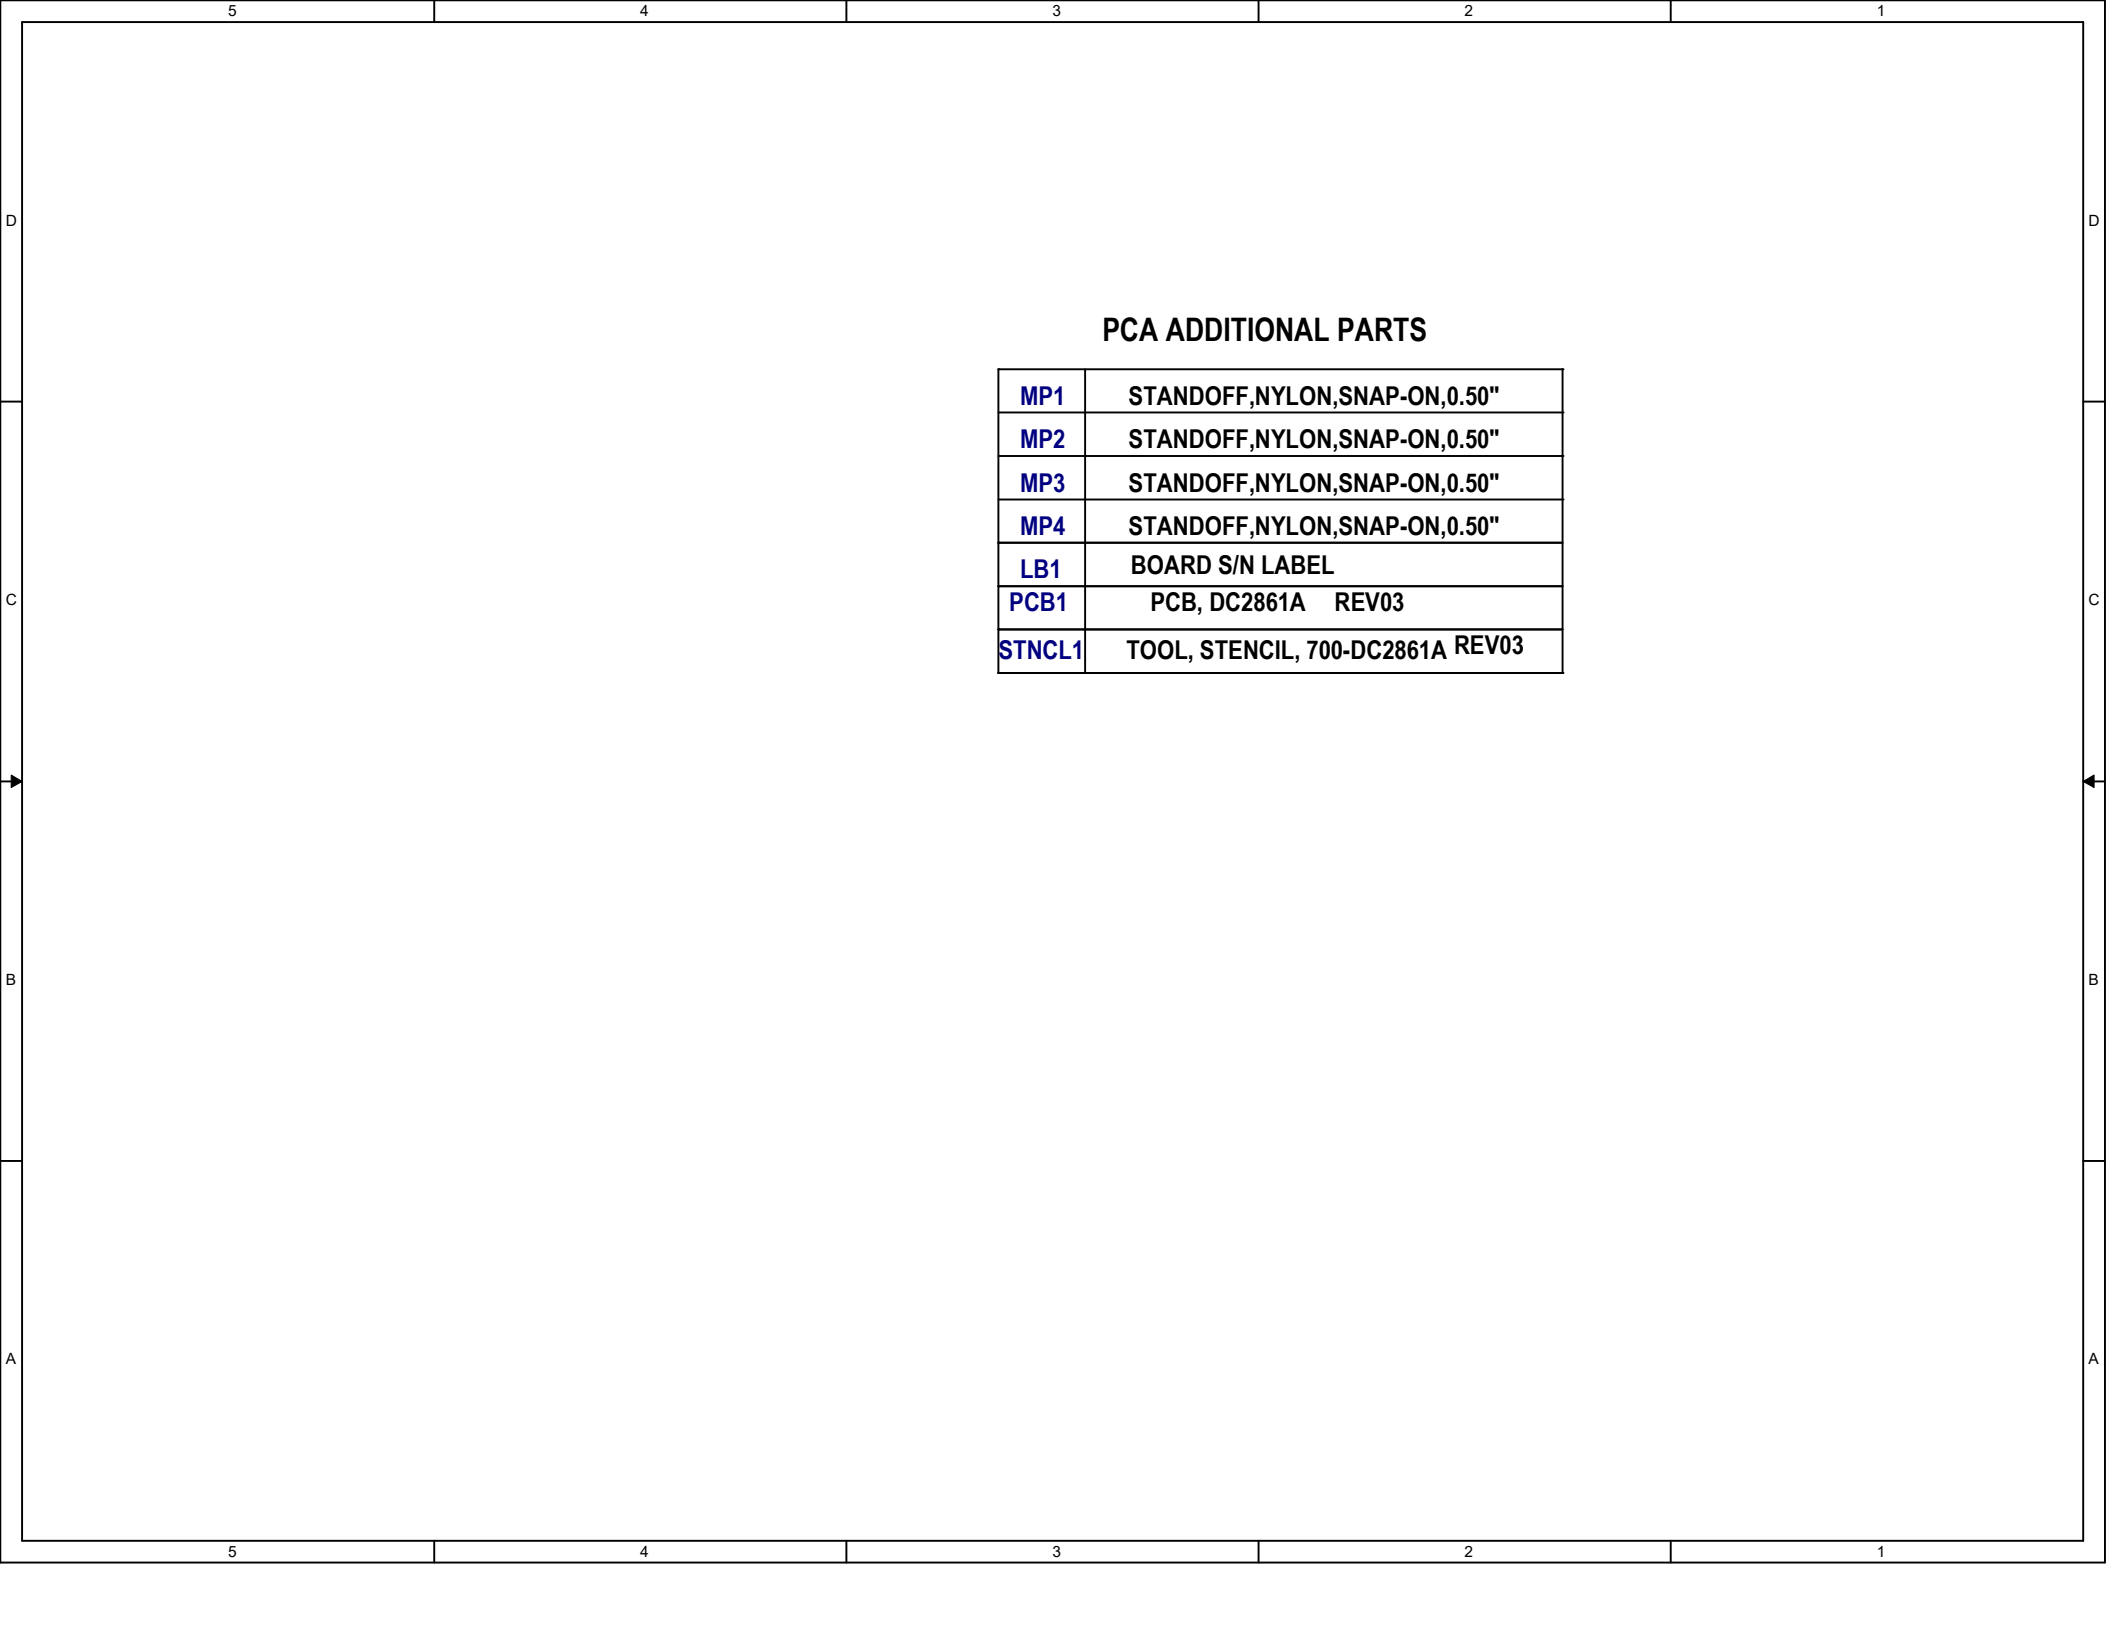 5 4 3 2 1
D D
PCA ADDITIONAL PARTS
MP1 STANDOFF,NYLON,SNAP-ON,0.50"
MP2 STANDOFF,NYLON,SNAP-ON,0.50"
MP3 STANDOFF,NYLON,SNAP-ON,0.50"
MP4 STANDOFF,NYLON,SNAP-ON,0.50"
LB1 BOARD S/N LABEL
C C
PCB1 PCB, DC2861A REV03
STNCL1 TOOL, STENCIL, 700-DC2861A REV03
B B
A A
5 4 3 2 1